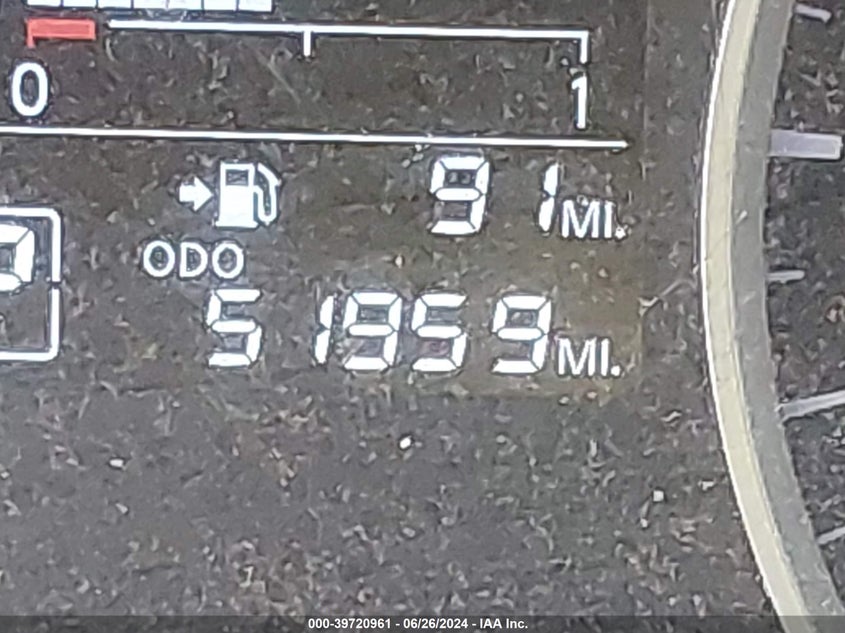 0 1
91 MI.
ODO
51959 MI.
000-39720961 - 06/26/2024 - IAA Inc.